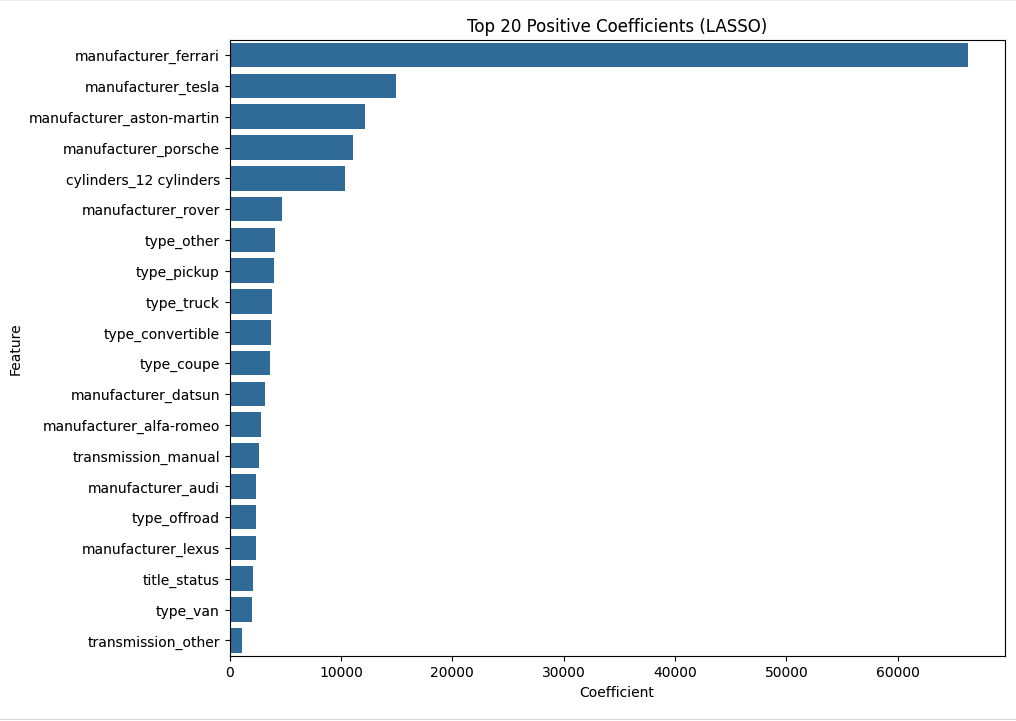 Top 20 Positive Coefficients (LASSO)
manufacturer_ferrari
manufacturer_tesla
manufacturer_aston-martin
manufacturer_porsche
cylinders_12 cylinders
manufacturer_rover
type_other
type_pickup
type_truck
type_convertible
type_coupe
manufacturer_datsun
manufacturer_alfa-romeo
transmission_manual
manufacturer_audi
type_offroad
manufacturer_lexus
title_status
type_van
transmission_other
Feature
0 10000 20000 30000 40000 50000 60000
Coefficient